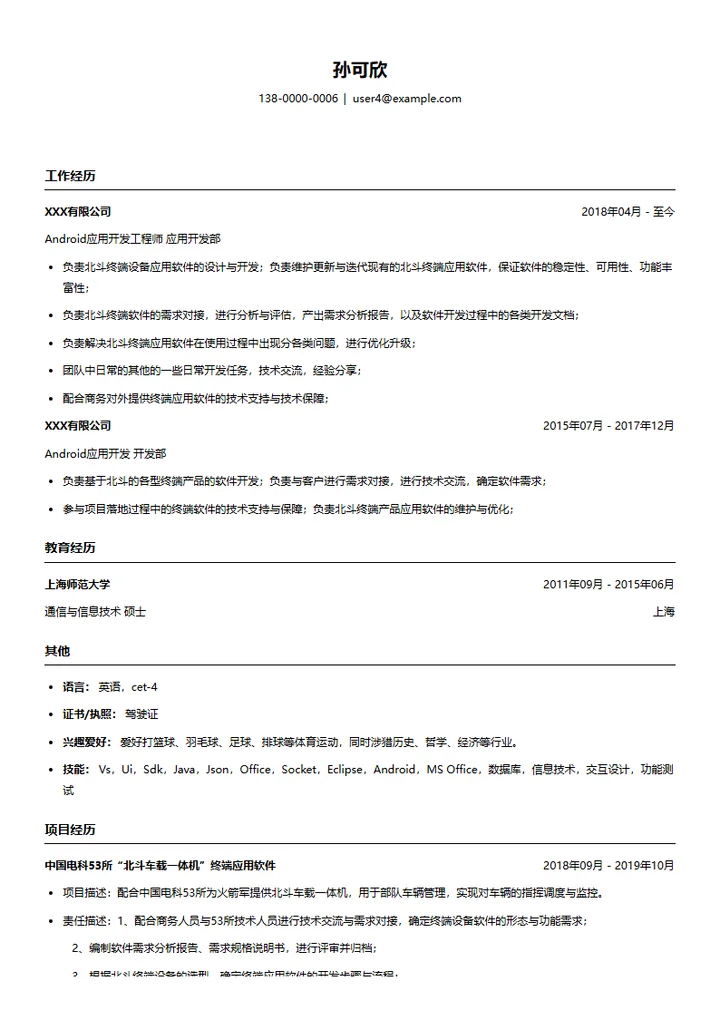 孙可欣
138-0000-0006 | user4@example.com
工作经历
XXX有限公司 2018年04月 - 至今
Android应用开发工程师 应用开发部
• 负责北斗终端设备应用软件的设计与开发；负责维护更新与迭代现有的北斗终端应用软件，保证软件的稳定性、可用性、功能丰
富性；
• 负责北斗终端软件的需求对接，进行分析与评估，产出需求分析报告，以及软件开发过程中的各类开发文档；
• 负责解决北斗终端应用软件在使用过程中出现分各类问题，进行优化升级；
• 团队中日常的其他的一些日常开发任务，技术交流，经验分享；
• 配合商务对外提供终端应用软件的技术支持与技术保障；
XXX有限公司 2015年07月 - 2017年12月
Android应用开发 开发部
• 负责基于北斗的各型终端产品的软件开发；负责与客户进行需求对接，进行技术交流，确定软件需求；
• 参与项目落地过程中的终端软件的技术支持与保障；负责北斗终端产品应用软件的维护与优化；
教育经历
上海师范大学 2011年09月 - 2015年06月
通信与信息技术 硕士 上海
其他
• 语言： 英语，cet-4
• 证书/执照： 驾驶证
• 兴趣爱好： 爱好打篮球、羽毛球、足球、排球等体育运动，同时涉猎历史、哲学、经济等行业。
• 技能： Vs，Ui，Sdk，Java，Json，Office，Socket，Eclipse，Android，MS Office，数据库，信息技术，交互设计，功能测
试
项目经历
中国电科53所“北斗车载一体机”终端应用软件 2018年09月 - 2019年10月
• 项目描述：配合中国电科53所为火箭军提供北斗车载一体机，用于部队车辆管理，实现对车辆的指挥调度与监控。
• 责任描述：1、配合商务人员与53所技术人员进行技术交流与需求对接，确定终端设备软件的形态与功能需求；
2、编制软件需求分析报告、需求规格说明书，进行评审并归档；
3、根据北斗终端设备的选型，确定终端应用软件的开发步骤与流程；